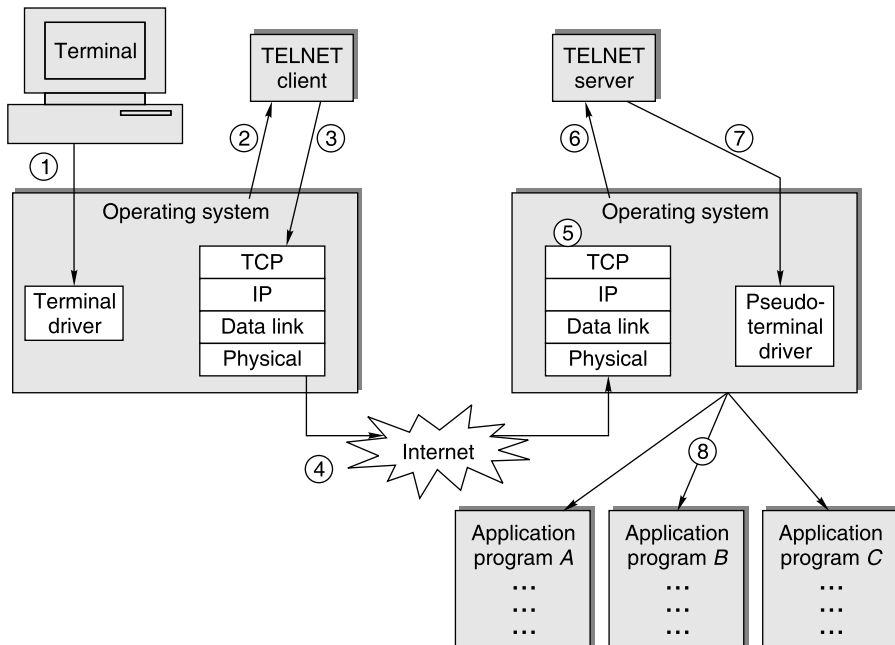 Terminal
TELNET
client
TELNET
server
2
3
6
7
1
Operating system
Operating system
5
TCP
IP
Data link
Physical
Terminal
driver
TCP
IP
Data link
Physical
Pseudo-
terminal
driver
Internet
4
8
Application
program A
...
...
...
Application
program B
...
...
...
Application
program C
...
...
...